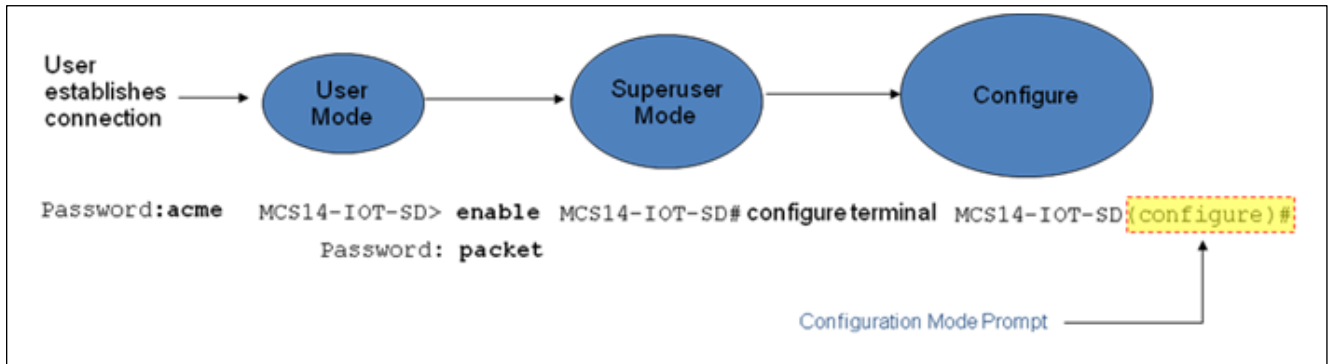 User
establishes
connection
User
Mode
Superuser
Mode
Configure
Password:acme
MCS14-IOT-SD> enable
Password: packet
MCS14-IOT-SD# configure terminal
MCS14-IOT-SD(configure)#
Configuration Mode Prompt